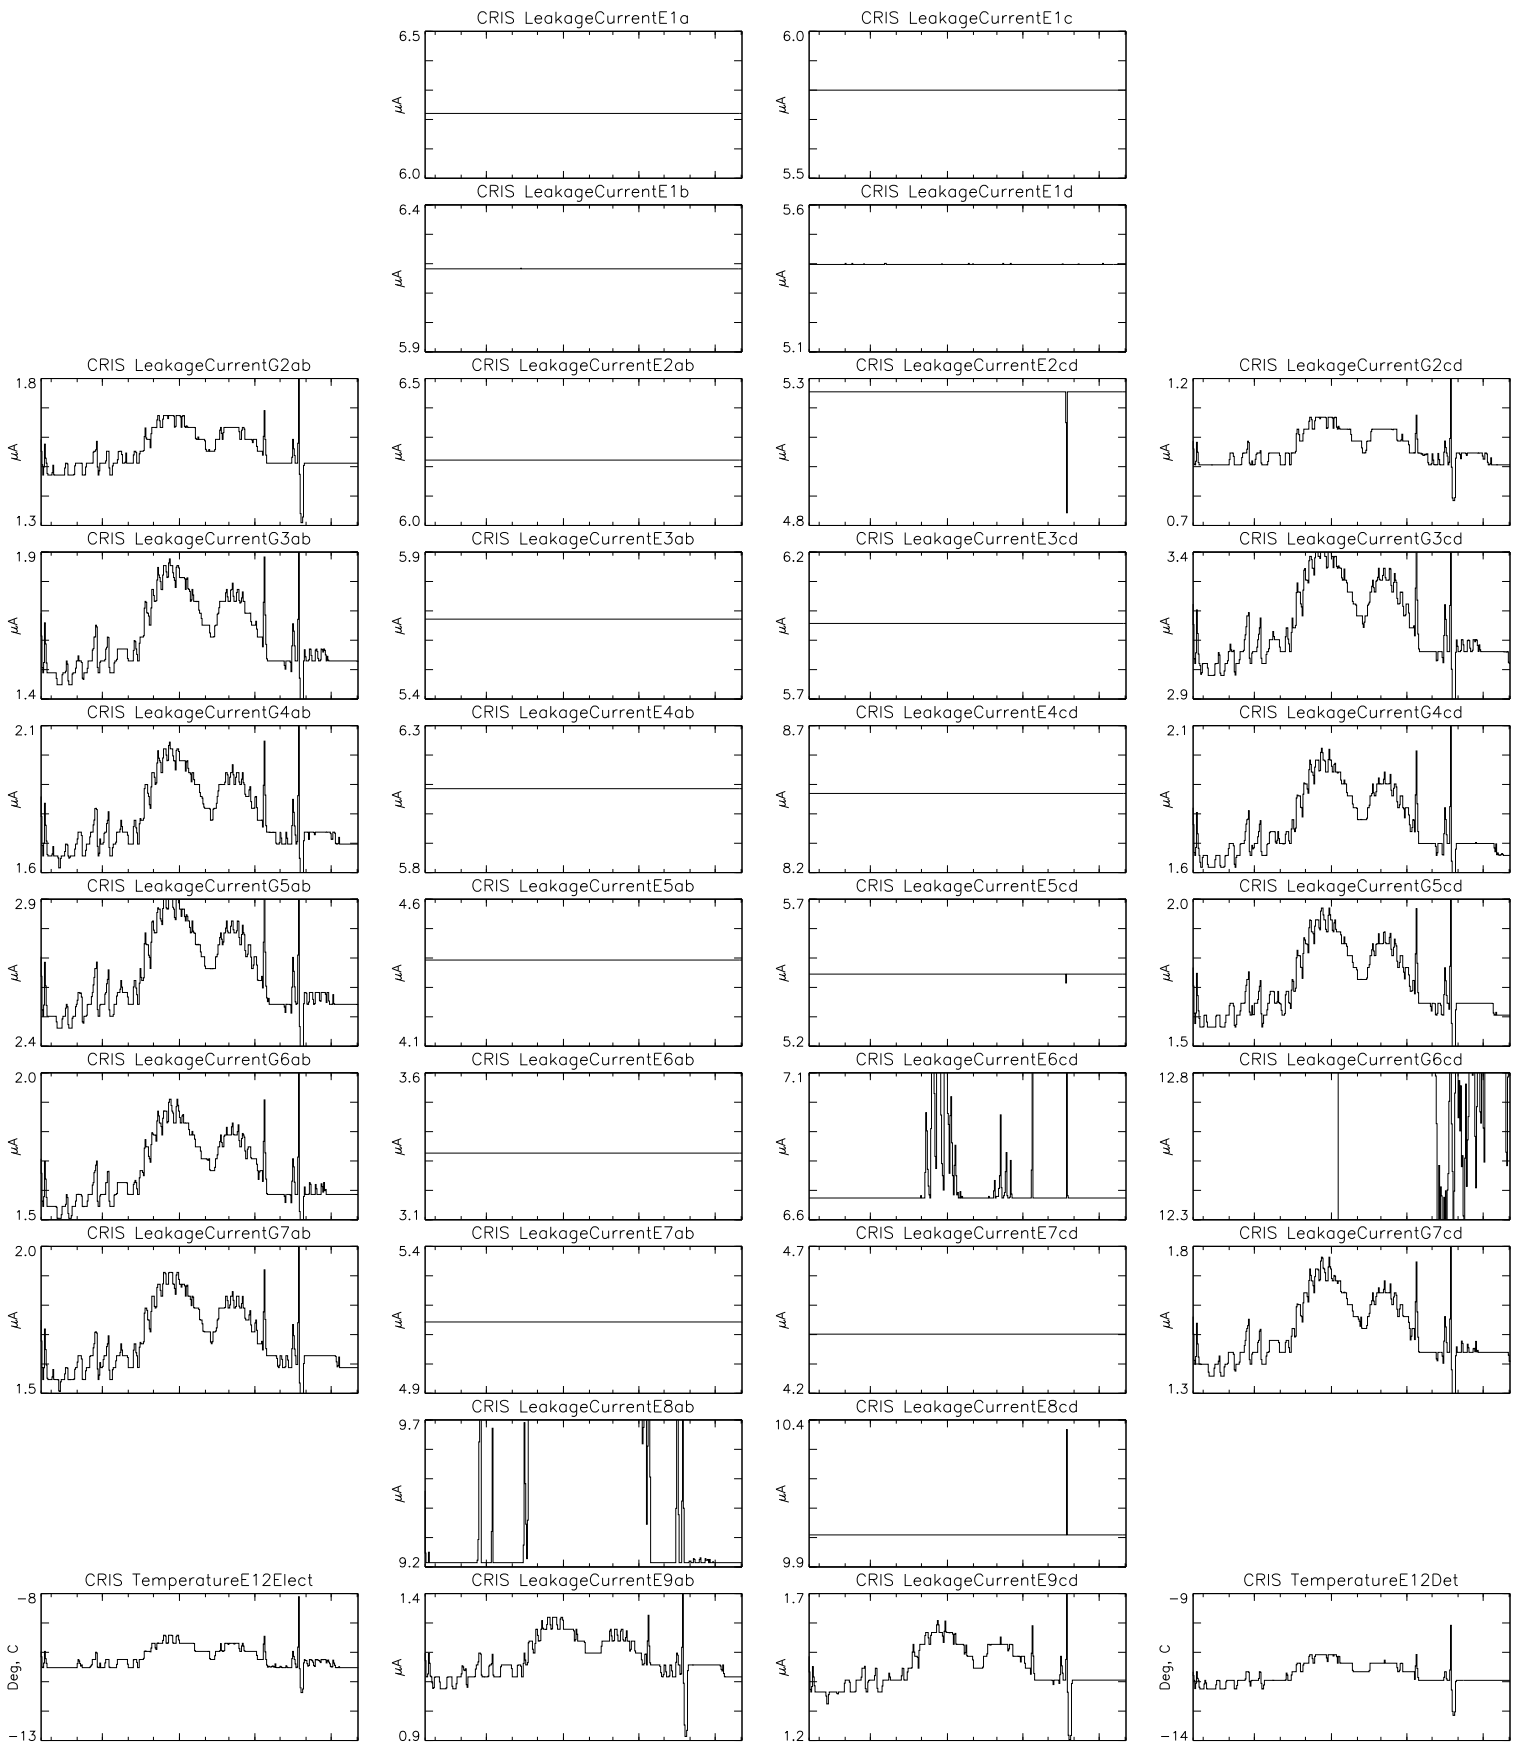 CRIS LeakageCurrentE1a CRIS LeakageCurrentE1c
6.5 6.0
μA μA
6.0 5.5
CRIS LeakageCurrentE1b CRIS LeakageCurrentE1d
6.4 5.6
μA μA
5.9 5.1
CRIS LeakageCurrentG2ab CRIS LeakageCurrentE2ab CRIS LeakageCurrentE2cd CRIS LeakageCurrentG2cd
1.8 6.5 5.3 1.2
μA μA μA μA
1.3 6.0 4.8 0.7
CRIS LeakageCurrentG3ab CRIS LeakageCurrentE3ab CRIS LeakageCurrentE3cd CRIS LeakageCurrentG3cd
1.9 5.9 6.2 3.4
μA μA μA μA
1.4 5.4 5.7 2.9
CRIS LeakageCurrentG4ab CRIS LeakageCurrentE4ab CRIS LeakageCurrentE4cd CRIS LeakageCurrentG4cd
2.1 6.3 8.7 2.1
μA μA μA μA
1.6 5.8 8.2 1.6
CRIS LeakageCurrentG5ab CRIS LeakageCurrentE5ab CRIS LeakageCurrentE5cd CRIS LeakageCurrentG5cd
2.9 4.6 5.7 2.0
μA μA μA μA
2.4 4.1 5.2 1.5
CRIS LeakageCurrentG6ab CRIS LeakageCurrentE6ab CRIS LeakageCurrentE6cd CRIS LeakageCurrentG6cd
2.0 3.6 7.1 12.8
μA μA μA μA
1.5 3.1 6.6 12.3
CRIS LeakageCurrentG7ab CRIS LeakageCurrentE7ab CRIS LeakageCurrentE7cd CRIS LeakageCurrentG7cd
2.0 5.4 4.7 1.8
μA μA μA μA
1.5 4.9 4.2 1.3
CRIS LeakageCurrentE8ab CRIS LeakageCurrentE8cd
9.7 10.4
μA μA
9.2 9.9
CRIS TemperatureE12Elect CRIS LeakageCurrentE9ab CRIS LeakageCurrentE9cd CRIS TemperatureE12Det
-8 1.4 1.7 -9
Deg, C μA μA Deg, C
-13 0.9 1.2 -14